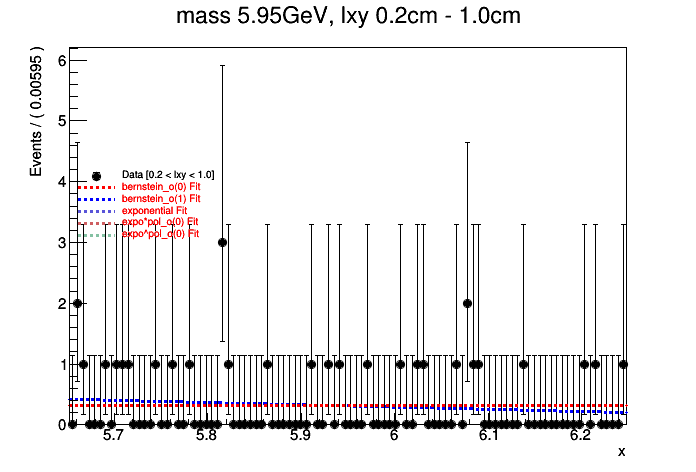 mass 5.95GeV, lxy 0.2cm - 1.0cm
Events / ( 0.00595 )
6
5
4
3
2
1
0
Data [0.2 < lxy < 1.0]
bernstein_o(0) Fit
bernstein_o(1) Fit
exponential Fit
expo*pol_o(0) Fit
expo^pol_o(0) Fit
5.7 5.8 5.9 6 6.1 6.2
x